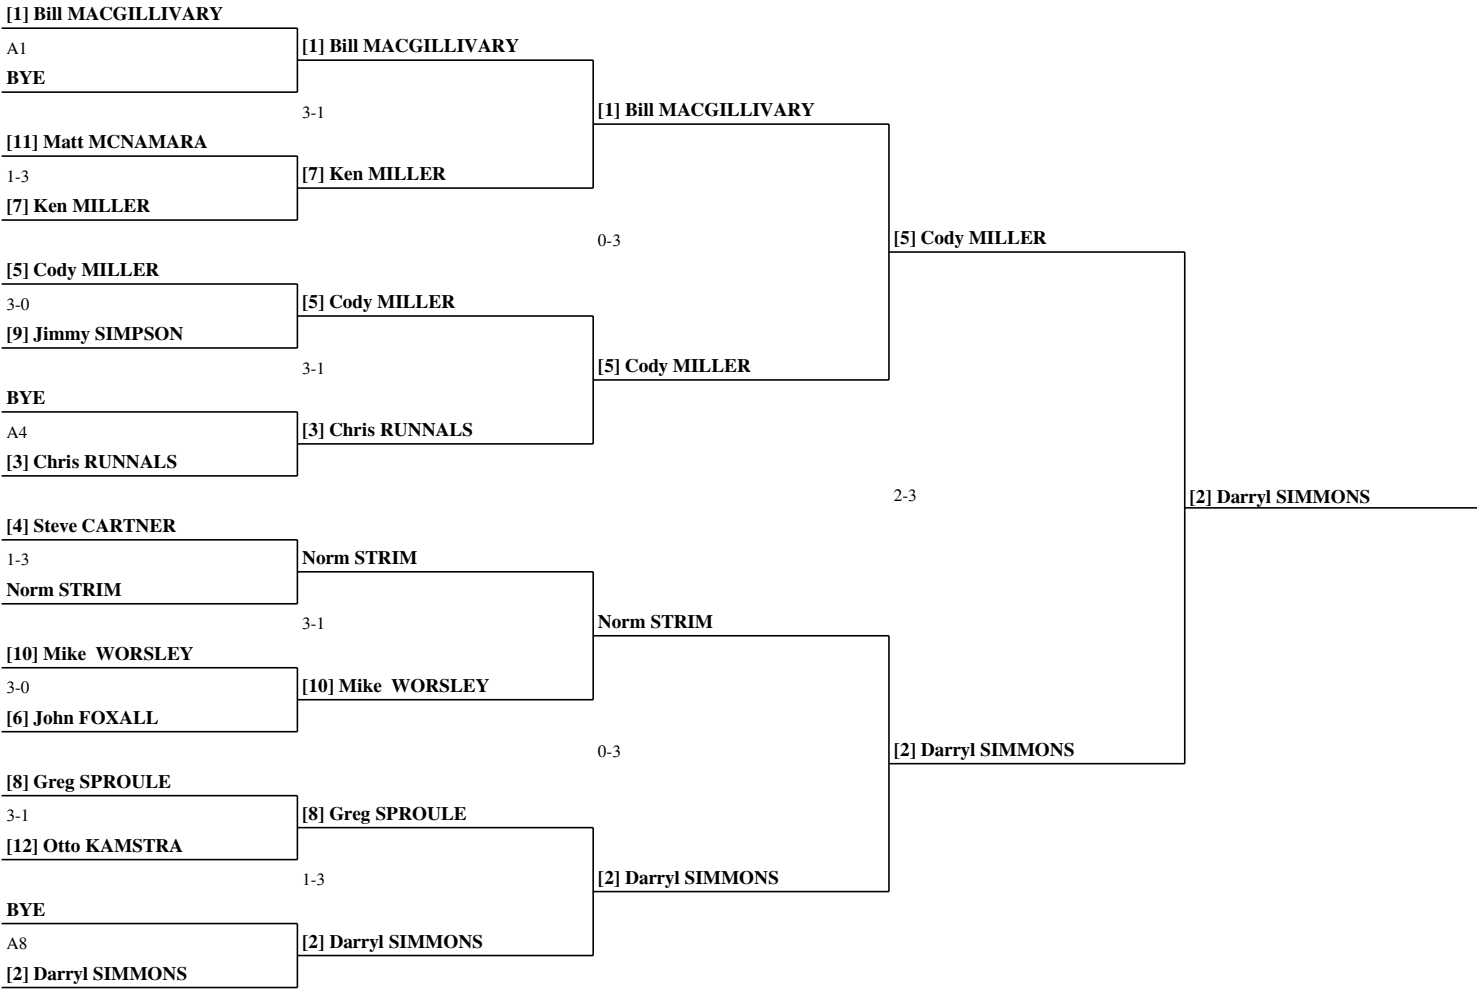 [1] Bill MACGILLIVARY
A1
BYE
[11] Matt MCNAMARA
1-3
[7] Ken MILLER
[5] Cody MILLER
3-0
[9] Jimmy SIMPSON
BYE
A4
[3] Chris RUNNALS
[4] Steve CARTNER
1-3
Norm STRIM
[10] Mike  WORSLEY
3-0
[6] John FOXALL
[8] Greg SPROULE
3-1
[12] Otto KAMSTRA
BYE
A8
[2] Darryl SIMMONS
[1] Bill MACGILLIVARY
3-1
[7] Ken MILLER
[5] Cody MILLER
3-1
[3] Chris RUNNALS
Norm STRIM
3-1
[10] Mike  WORSLEY
[8] Greg SPROULE
1-3
[2] Darryl SIMMONS
[1] Bill MACGILLIVARY
0-3
[5] Cody MILLER
Norm STRIM
0-3
[2] Darryl SIMMONS
[5] Cody MILLER
2-3
[2] Darryl SIMMONS
[2] Darryl SIMMONS